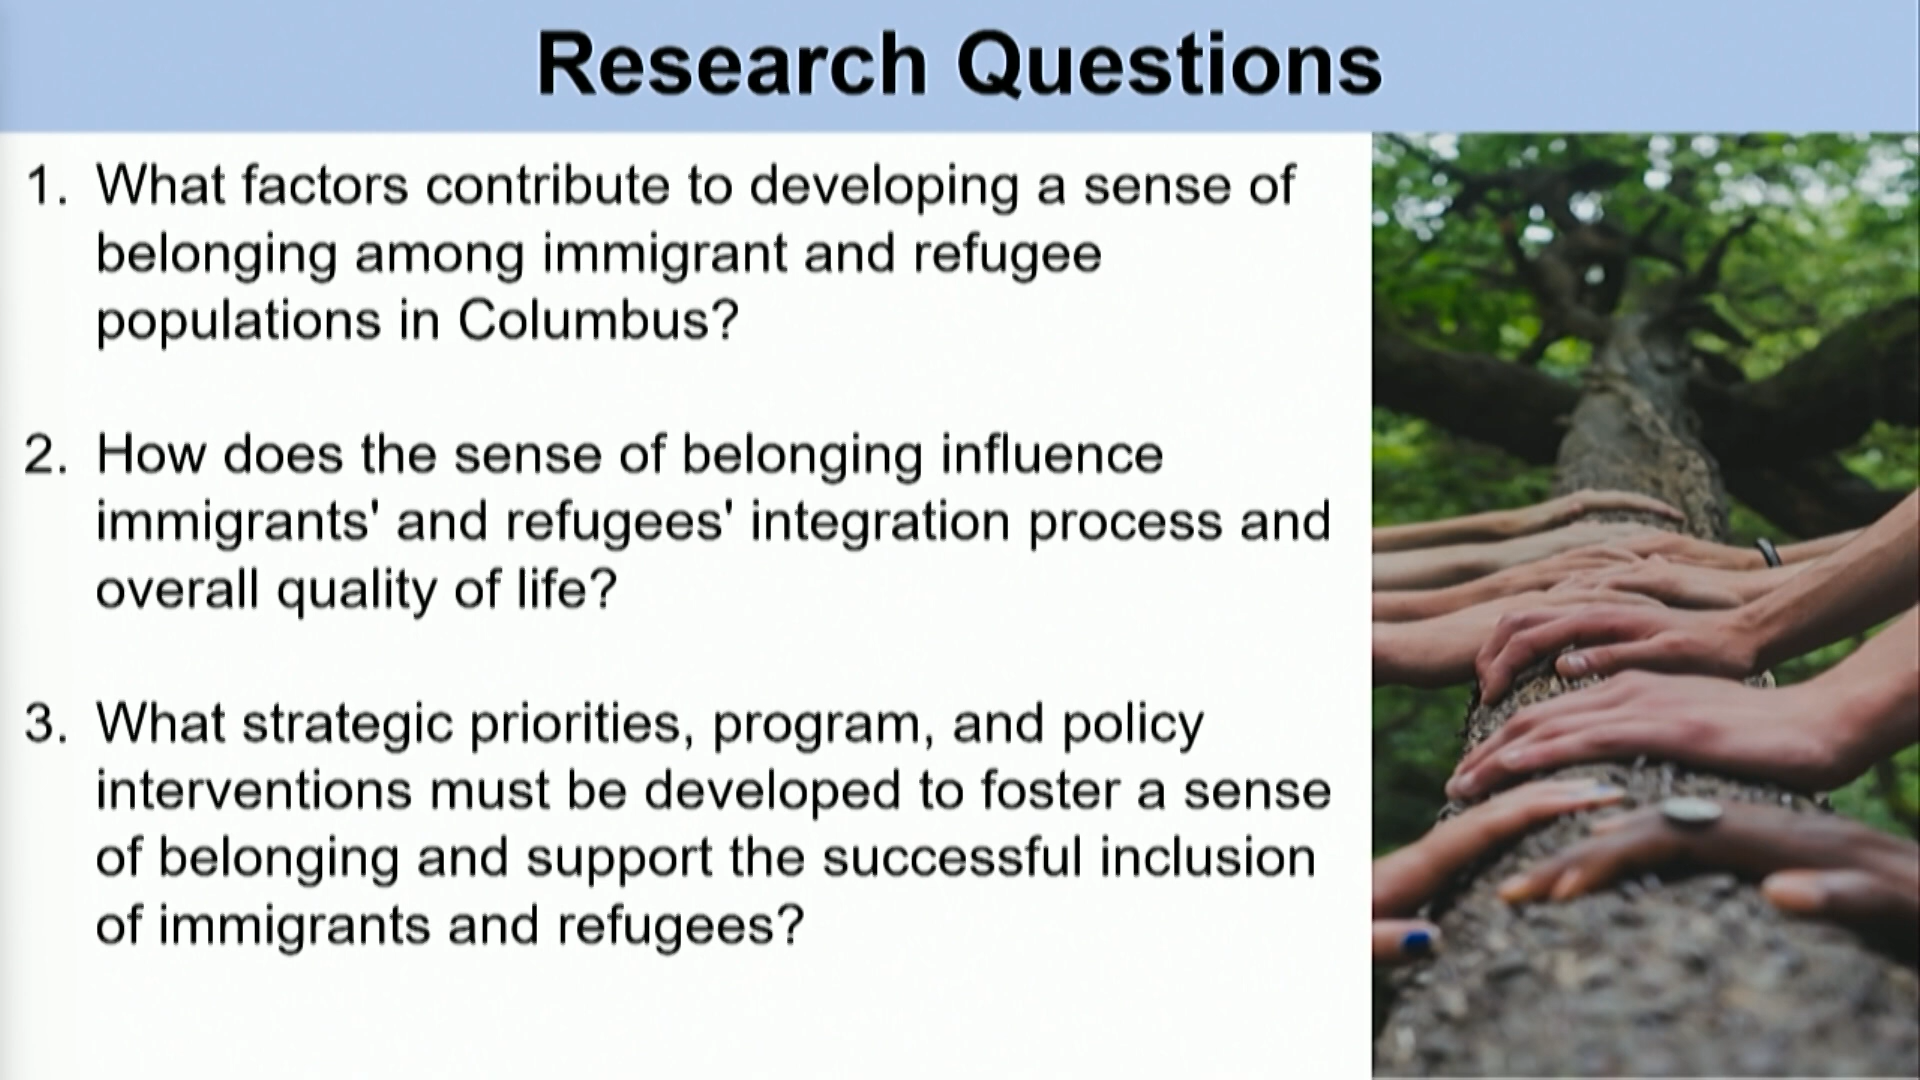 Research Questions
1. What factors contribute to developing a sense of
belonging among immigrant and refugee
populations in Columbus?
2. How does the sense of belonging influence
immigrants' and refugees' integration process and
overall quality of life?
3. What strategic priorities, program, and policy
interventions must be developed to foster a sense
of belonging and support the successful inclusion
of immigrants and refugees?